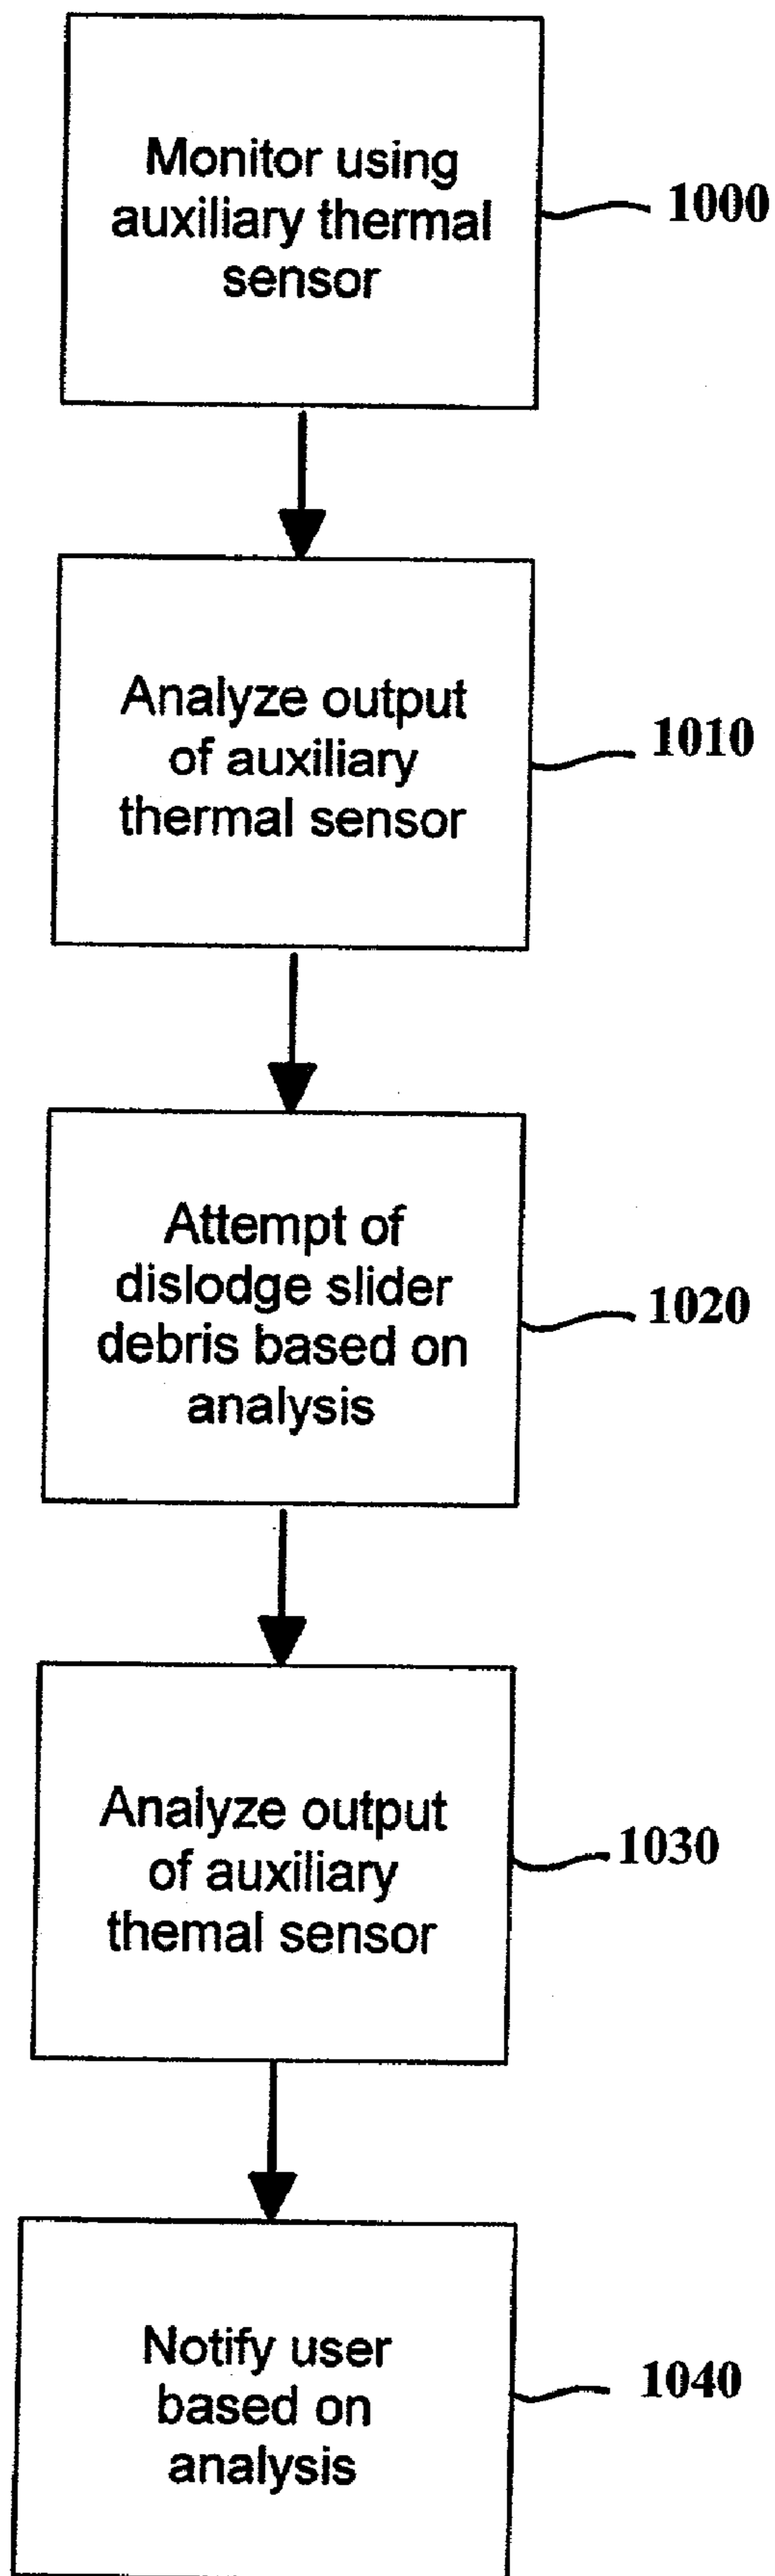 Monitor using
auxiliary thermal
sensor
1000
Analyze output
of auxiliary
thermal sensor
1010
Attempt of
dislodge slider
debris based on
analysis
1020
Analyze output
of auxiliary
themal sensor
1030
Notify user
based on
analysis
1040